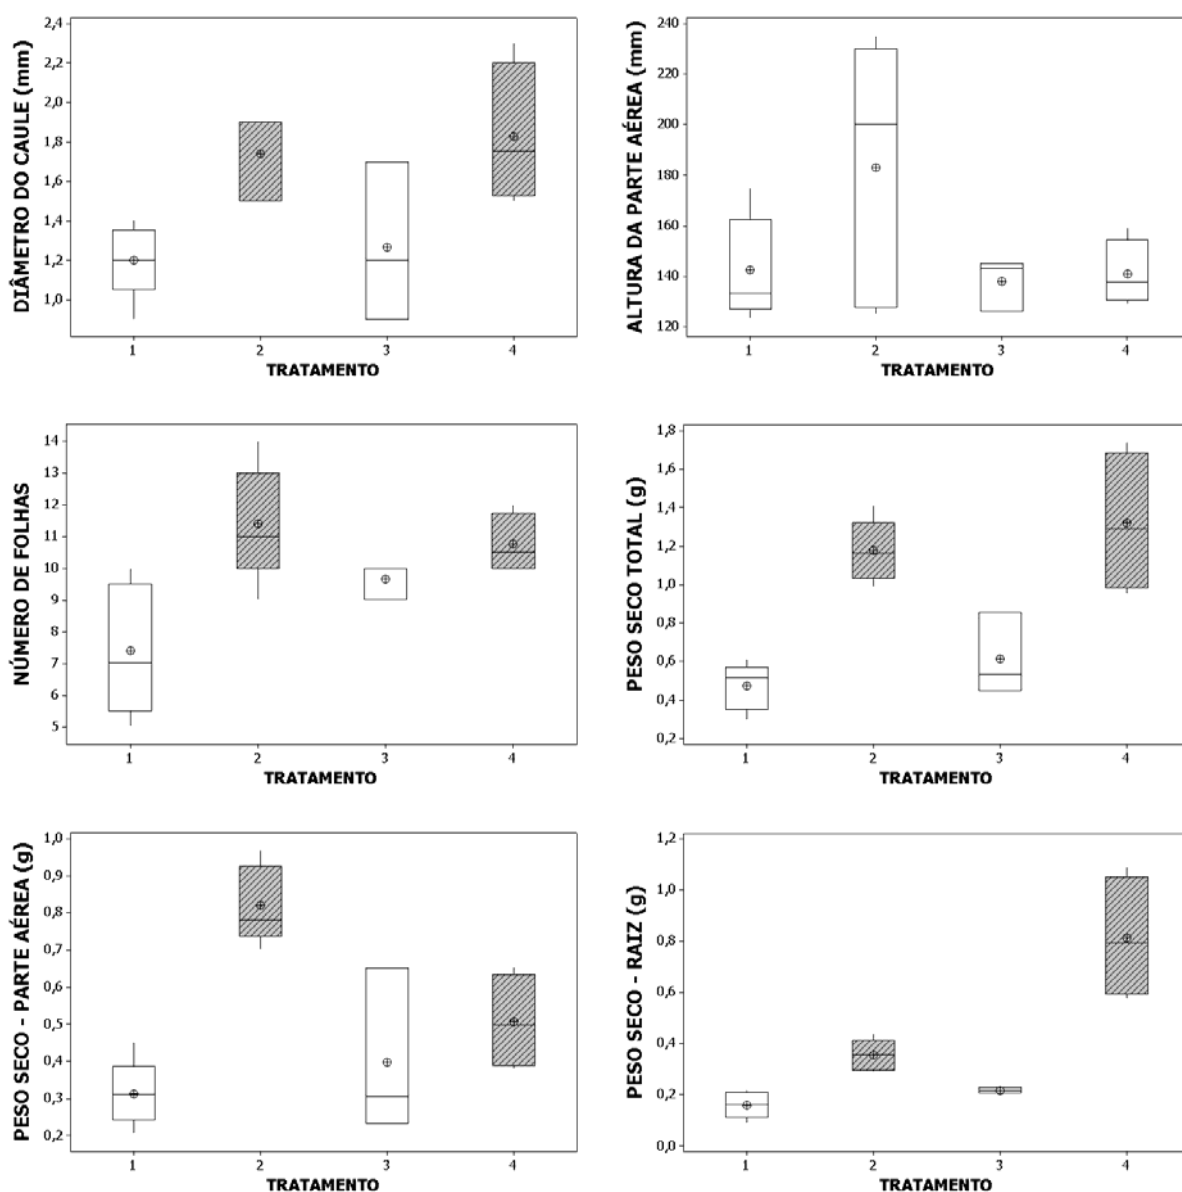 DIÂMETRO DO CAULE (mm)
2,4
2,2
2,0
1,8
1,6
1,4
1,2
1,0
1 2 3 4
TRATAMENTO
ALTURA DA PARTE AÉREA (mm)
240
220
200
180
160
140
120
1 2 3 4
TRATAMENTO
NÚMERO DE FOLHAS
14
13
12
11
10
9
8
7
6
5
1 2 3 4
TRATAMENTO
PESO SECO TOTAL (g)
1,8
1,6
1,4
1,2
1,0
0,8
0,6
0,4
0,2
1 2 3 4
TRATAMENTO
PESO SECO - PARTE AÉREA (g)
1,0
0,9
0,8
0,7
0,6
0,5
0,4
0,3
0,2
1 2 3 4
TRATAMENTO
PESO SECO - RAIZ (g)
1,2
1,0
0,8
0,6
0,4
0,2
0,0
1 2 3 4
TRATAMENTO